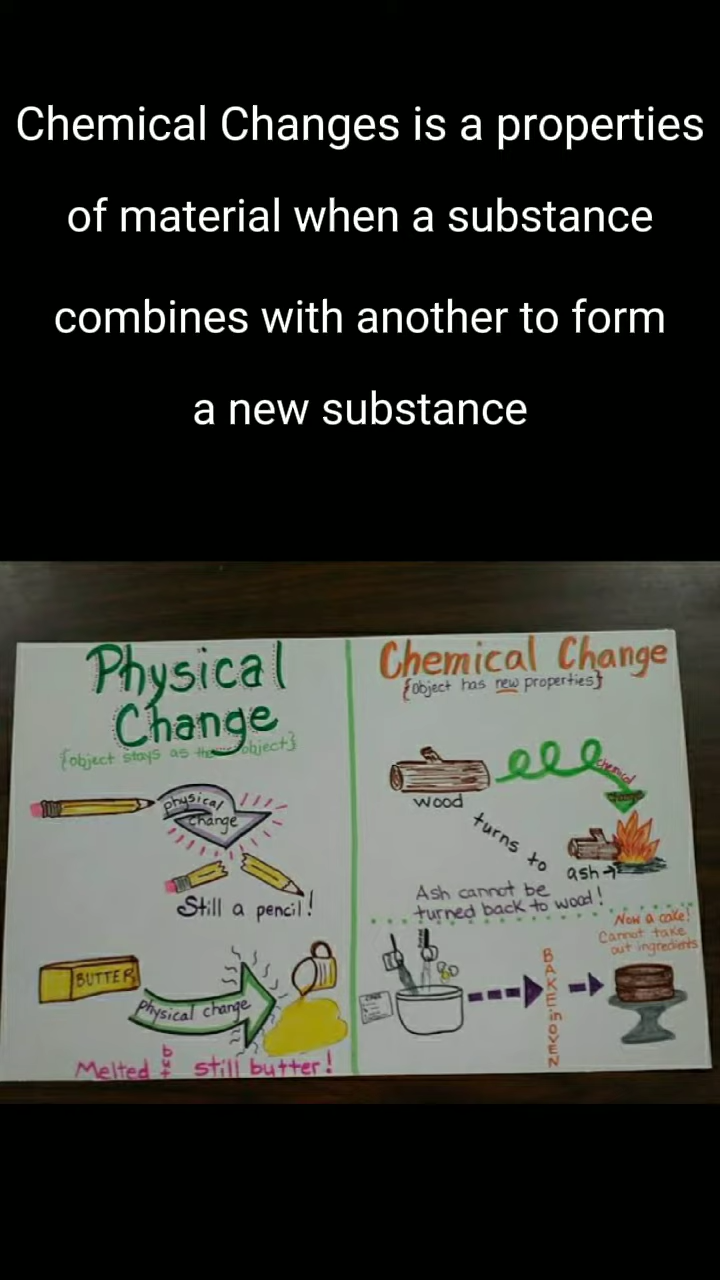 Chemical Changes is a properties
of material when a substance
combines with another to form
a new substance
Physical
Change
{object stays as the object}
physical
change
Still a pencil!
BUTTER
physical change
Melted but still butter!
Chemical Change
{object has new properties}
wood
chemical
change
turns to
ash
Ash cannot be
turned back to wood!
Now a cake!
Cannot take
out ingredients
BAKE in OVEN